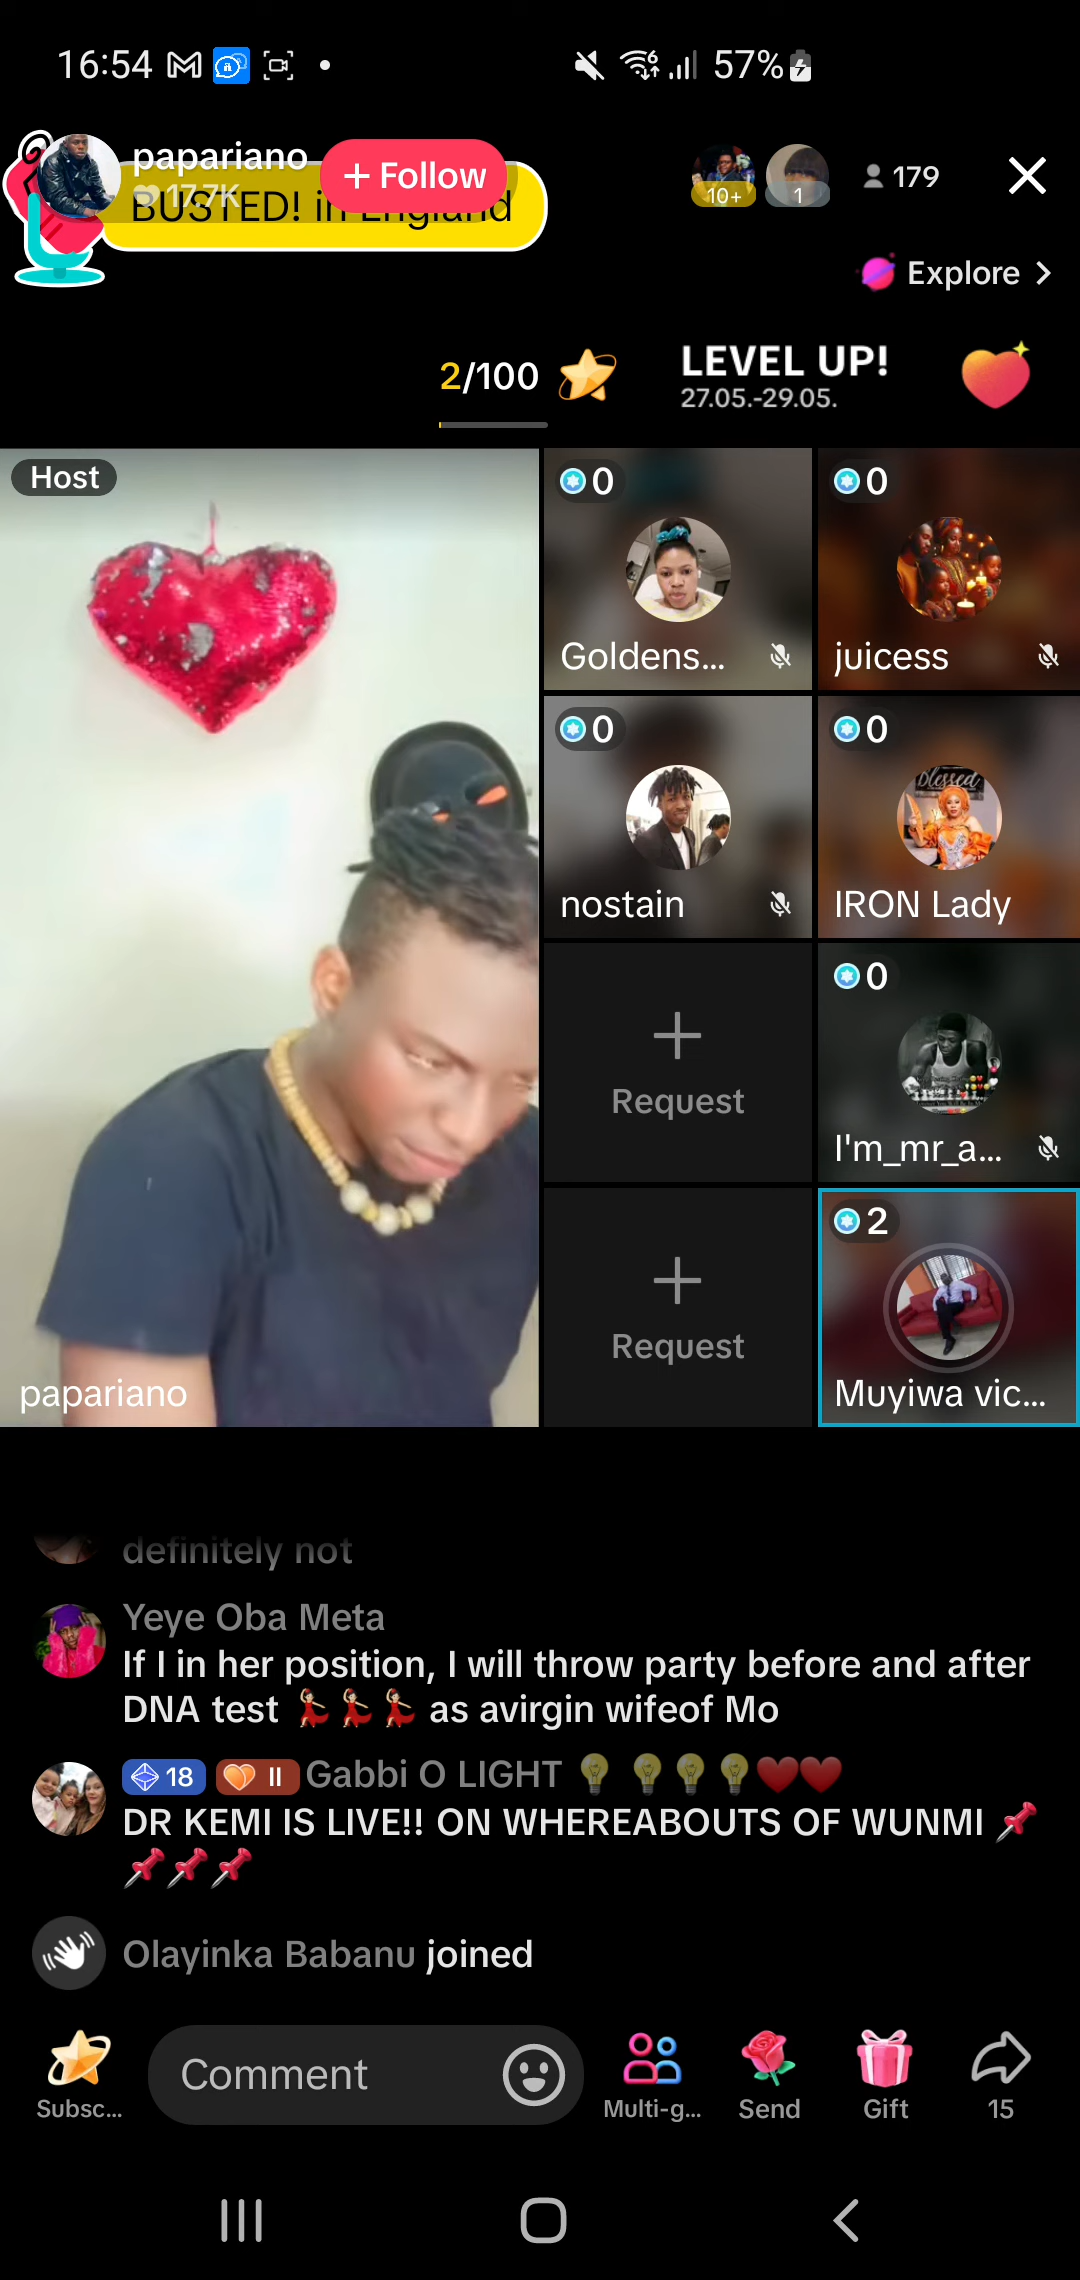 16:54
57%
papariano
+ Follow
17.7K
BUSTED! in England
10+
1
179
Explore
2/100
LEVEL UP!
27.05.-29.05.
Host
0
0
Goldens...
juicess
0
0
Blessed
nostain
IRON Lady
0
Request
I'm_mr_a...
2
Request
papariano
Muyiwa vic...
definitely not
Yeye Oba Meta
If I in her position, I will throw party before and after
DNA test 💃💃💃 as avirgin wifeof Mo
18 II Gabbi O LIGHT 💡 💡💡💡❤️❤️
DR KEMI IS LIVE!! ON WHEREABOUTS OF WUNMI 📌
📌📌📌
Olayinka Babanu joined
Comment
Subsc...
Multi-g...
Send
Gift
15